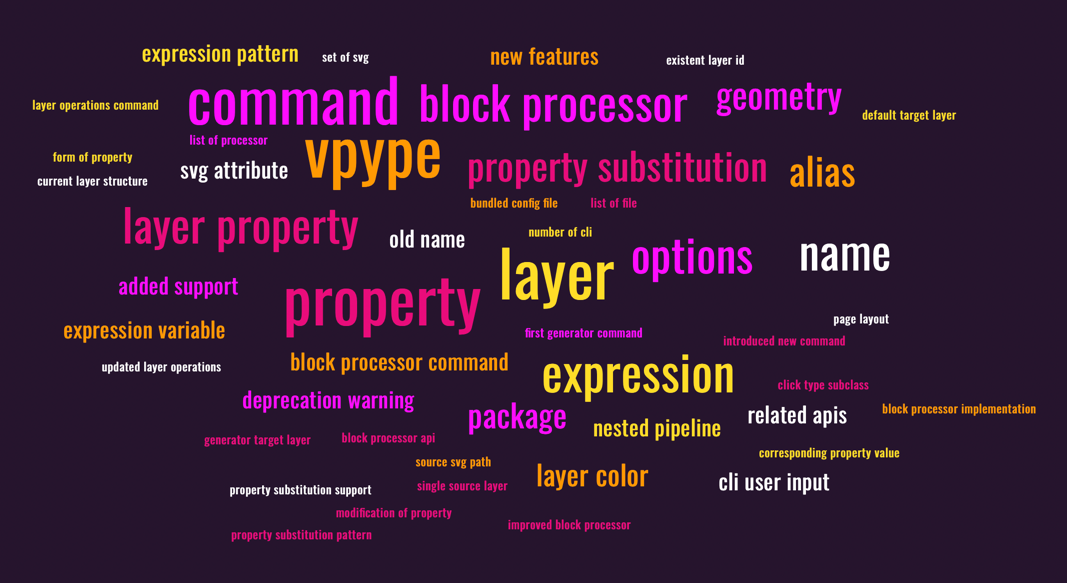 expression pattern
set of svg
new features
existent layer id
layer operations command
command
block processor
geometry
default target layer
list of processor
vpype
form of property
svg attribute
property substitution
alias
current layer structure
bundled config file
list of file
layer property
old name
number of cli
layer
options
name
added support
property
expression variable
first generator command
page layout
introduced new command
updated layer operations
block processor command
expression
click type subclass
deprecation warning
package
nested pipeline
related apis
block processor implementation
generator target layer
block processor api
corresponding property value
source svg path
layer color
cli user input
property substitution support
single source layer
modification of property
improved block processor
property substitution pattern